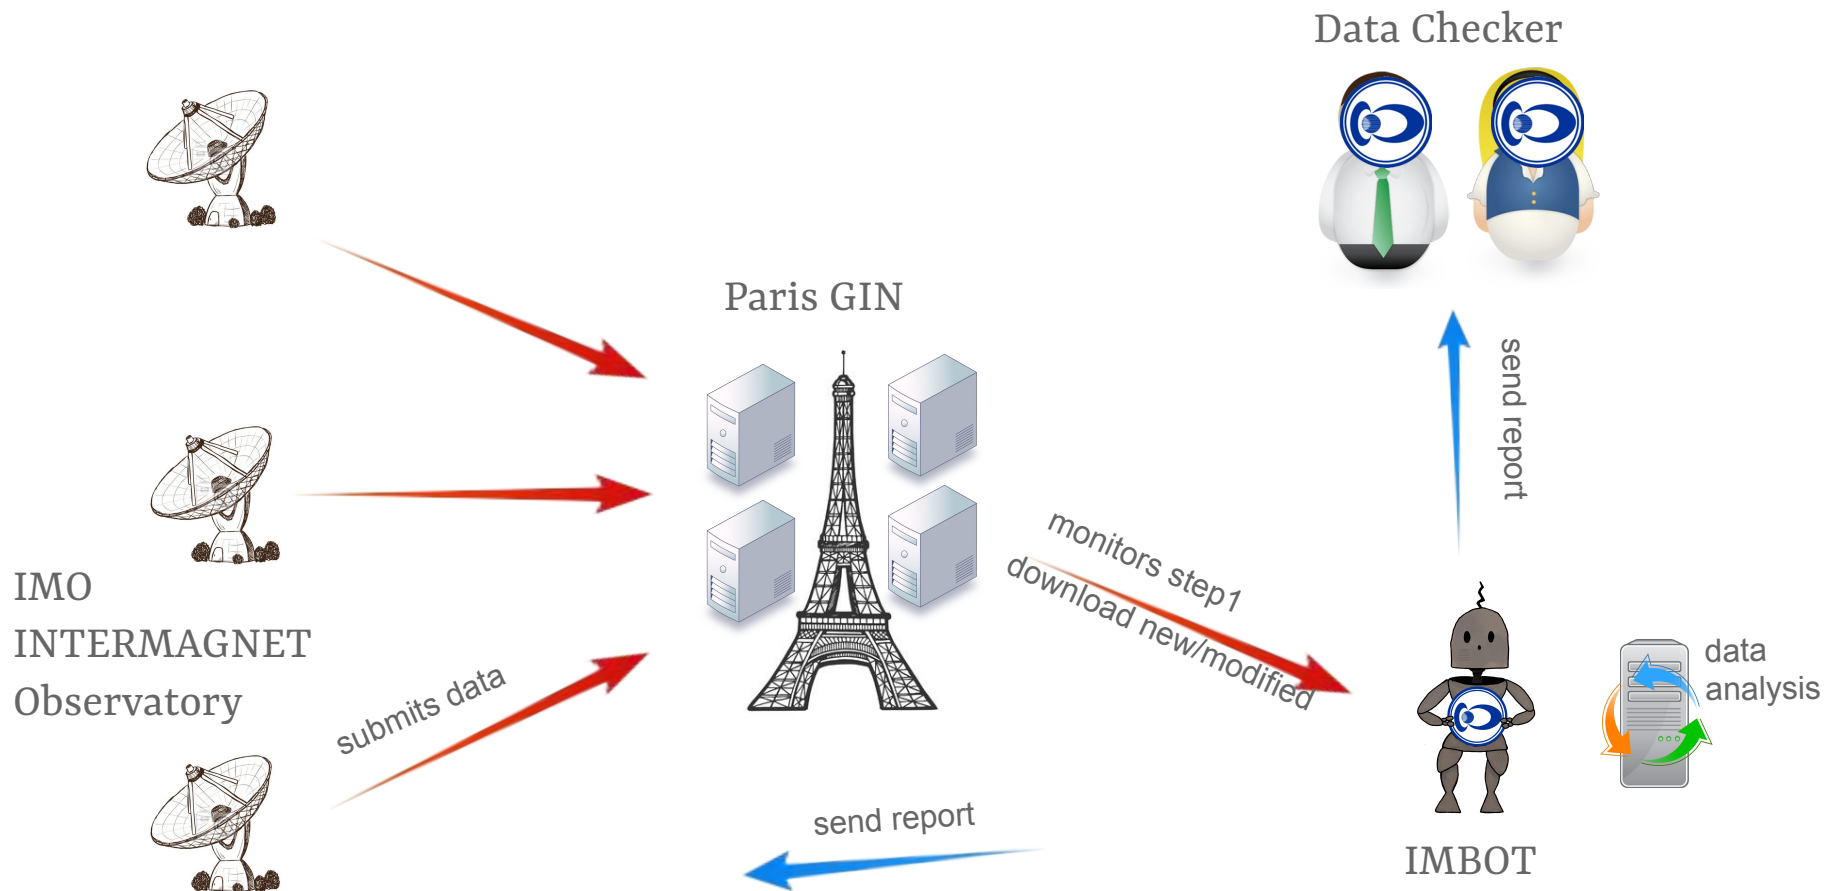 Data Checker
Paris GIN
send report
monitors step1
download new/modified
IMO
INTERMAGNET
Observatory
submits data
data
analysis
send report
IMBOT